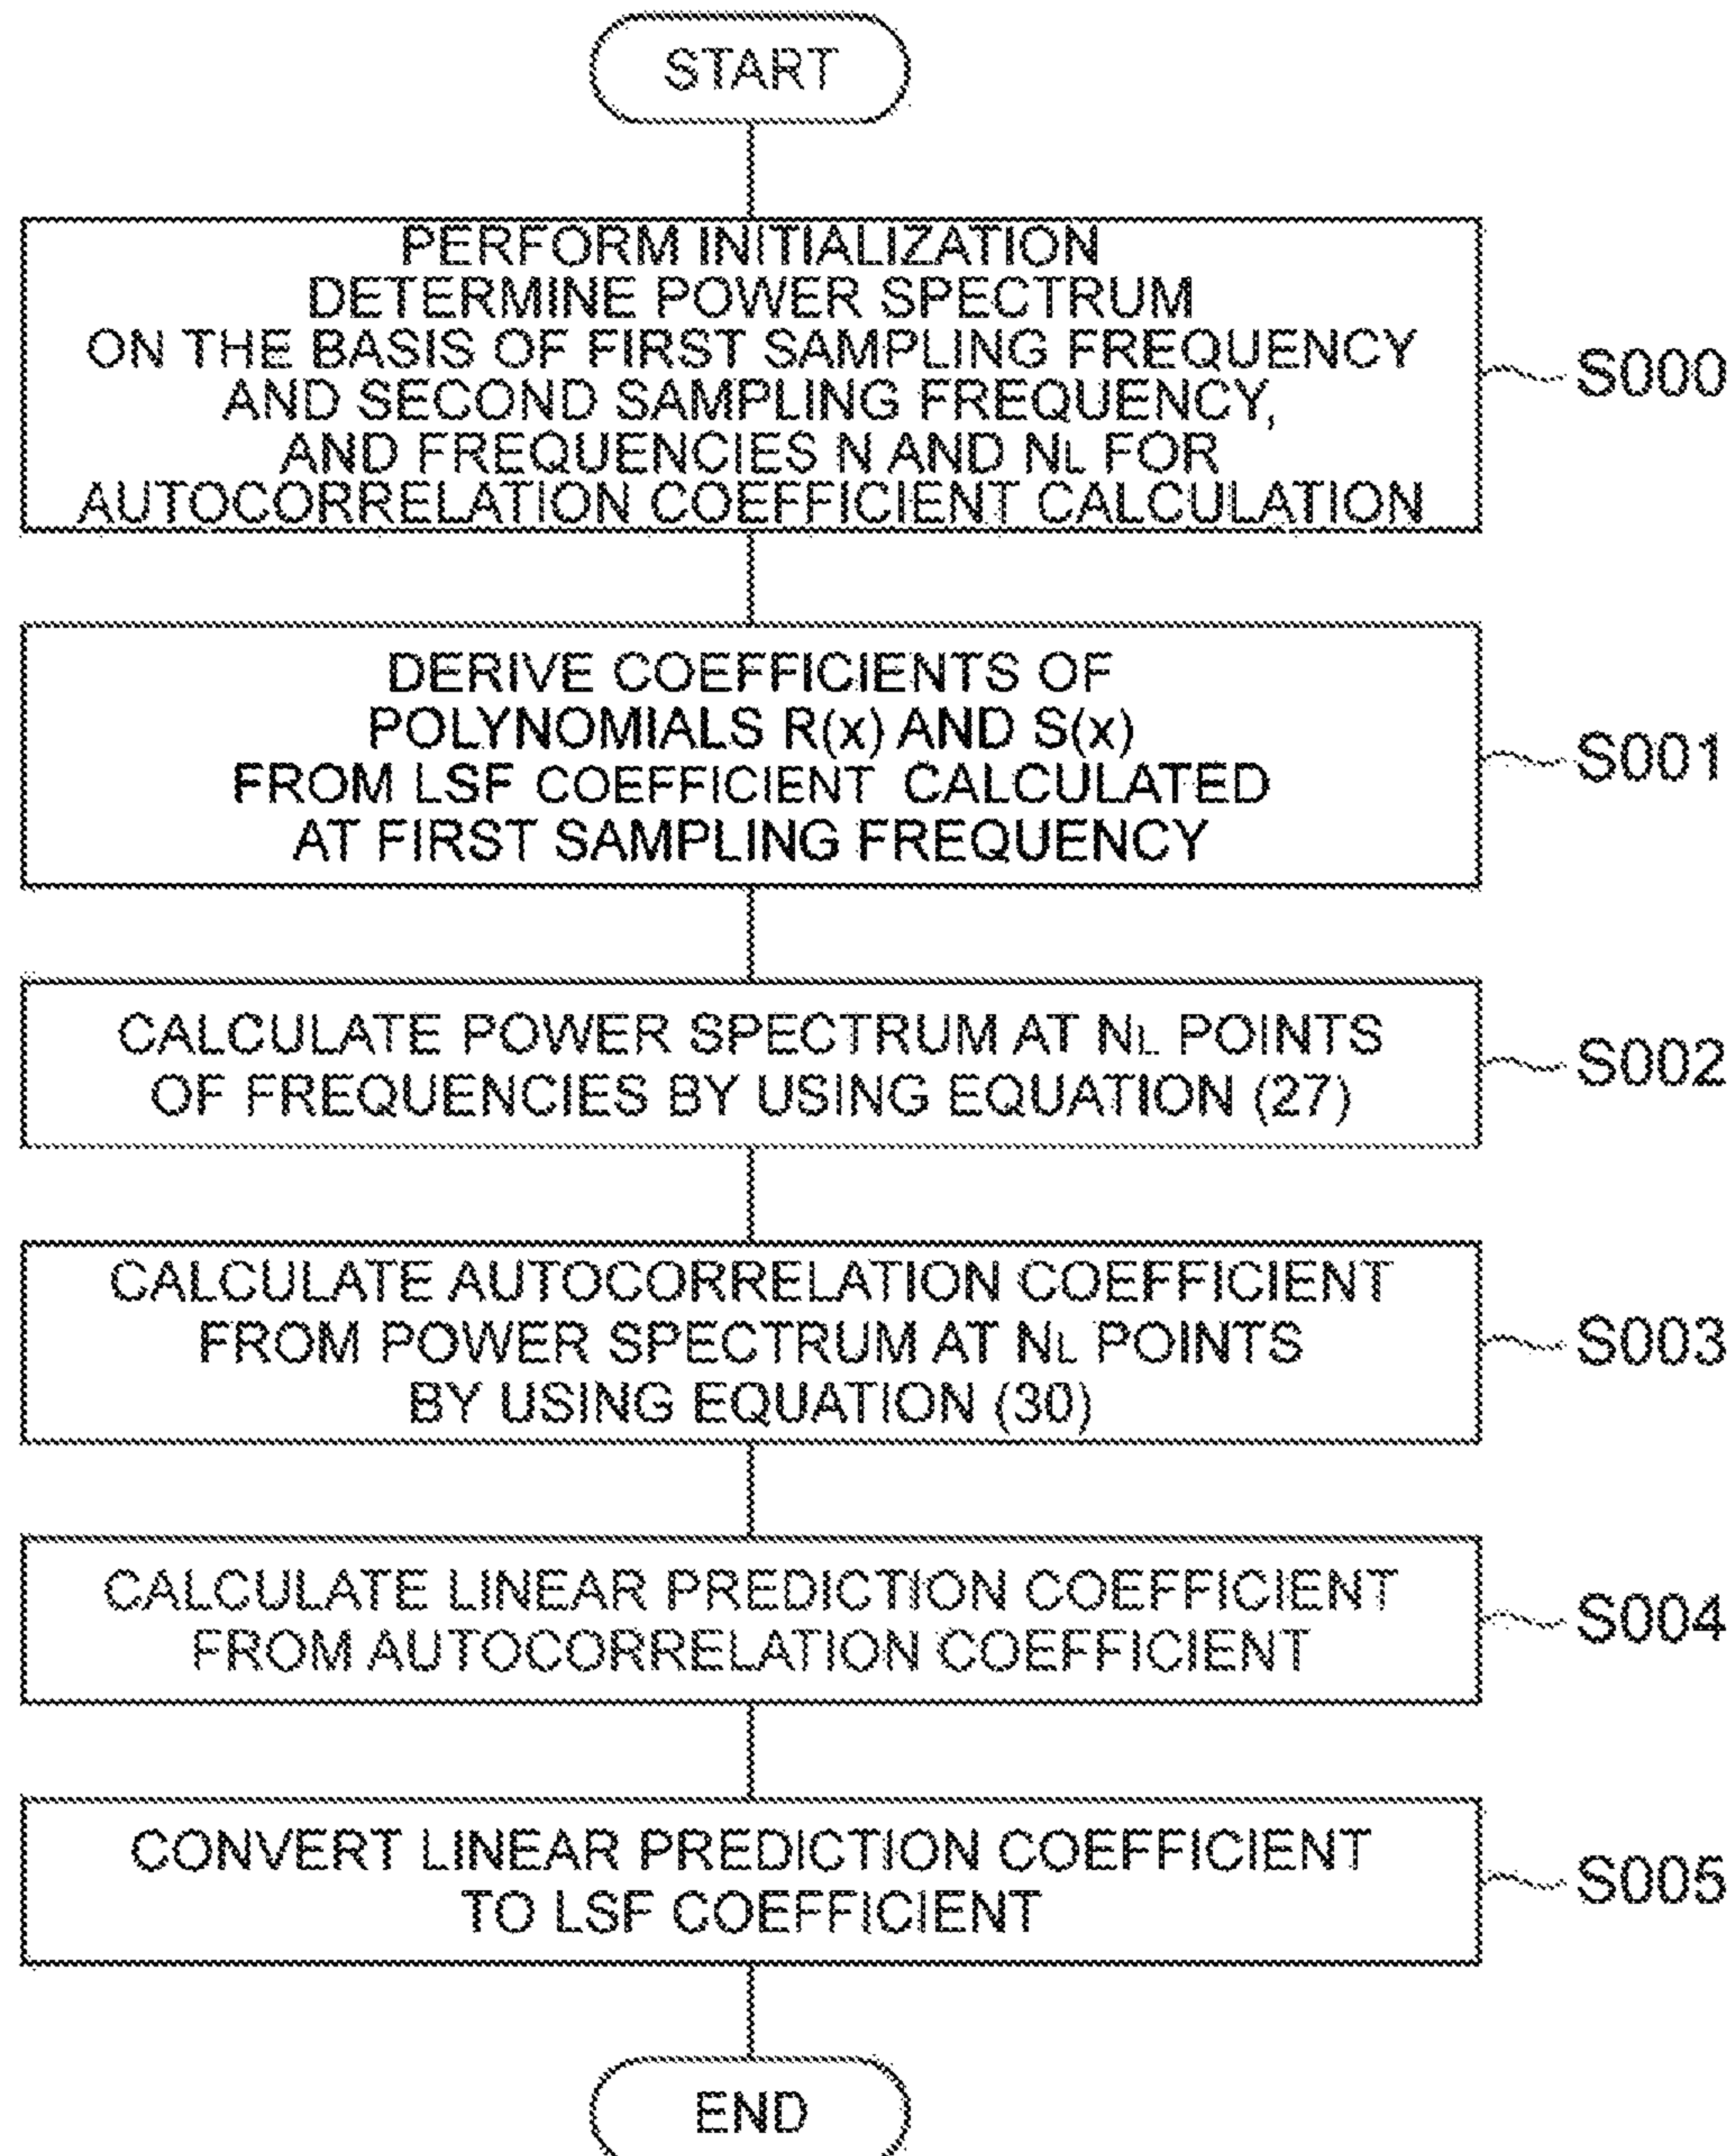 START
PERFORM INITIALIZATION
DETERMINE POWER SPECTRUM
ON THE BASIS OF FIRST SAMPLING FREQUENCY
AND SECOND SAMPLING FREQUENCY,
AND FREQUENCIES N AND NL FOR
AUTOCORRELATION COEFFICIENT CALCULATION
S000
DERIVE COEFFICIENTS OF
POLYNOMIALS R(x) AND S(x)
FROM LSF COEFFICIENT CALCULATED
AT FIRST SAMPLING FREQUENCY
S001
CALCULATE POWER SPECTRUM AT NL POINTS
OF FREQUENCIES BY USING EQUATION (27)
S002
CALCULATE AUTOCORRELATION COEFFICIENT
FROM POWER SPECTRUM AT NL POINTS
BY USING EQUATION (30)
S003
CALCULATE LINEAR PREDICTION COEFFICIENT
FROM AUTOCORRELATION COEFFICIENT
S004
CONVERT LINEAR PREDICTION COEFFICIENT
TO LSF COEFFICIENT
S005
END